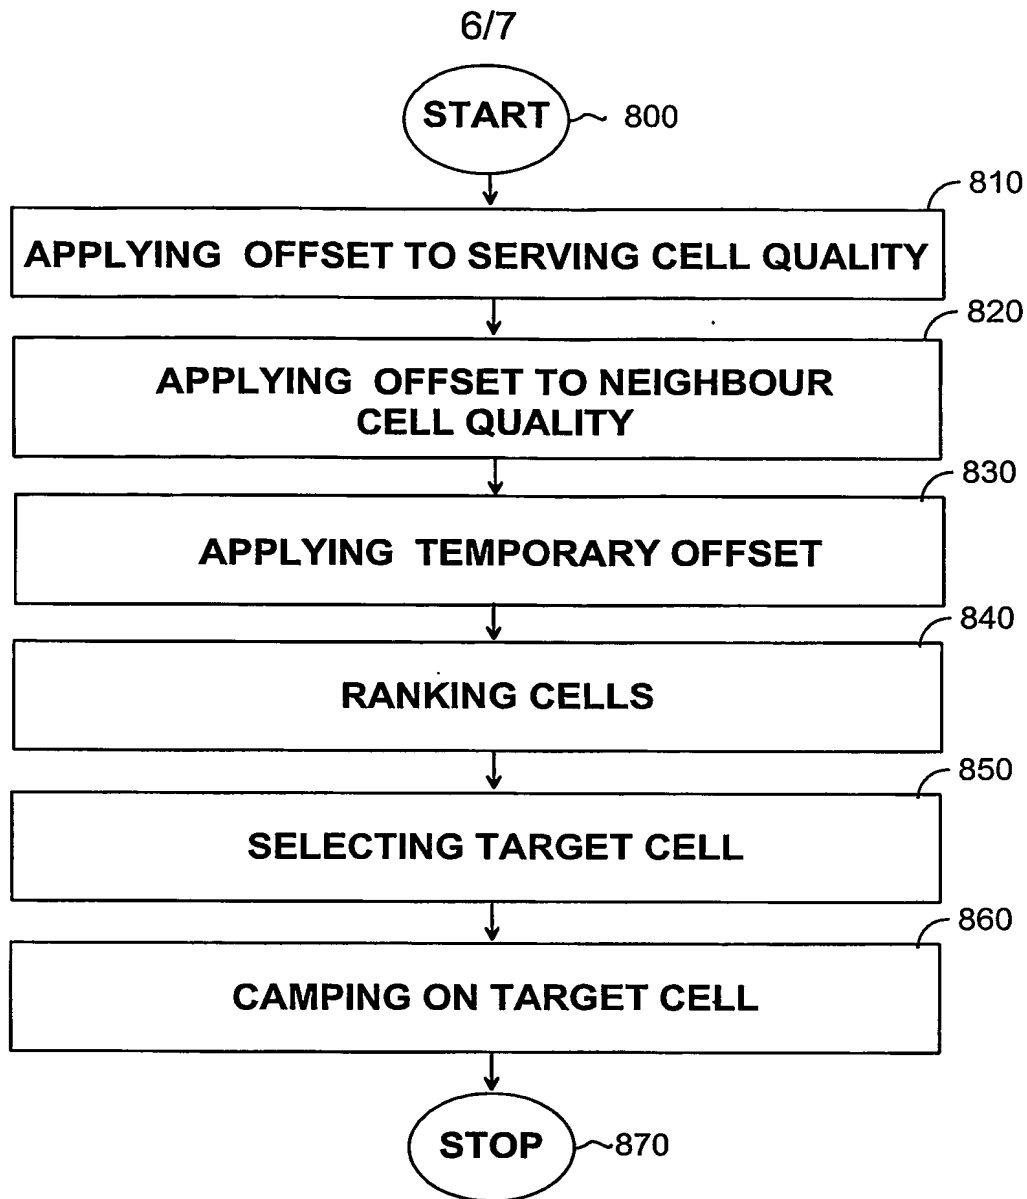 6/7
START
800
810
APPLYING OFFSET TO SERVING CELL QUALITY
820
APPLYING OFFSET TO NEIGHBOUR
CELL QUALITY
830
APPLYING TEMPORARY OFFSET
840
RANKING CELLS
850
SELECTING TARGET CELL
860
CAMPING ON TARGET CELL
STOP
870